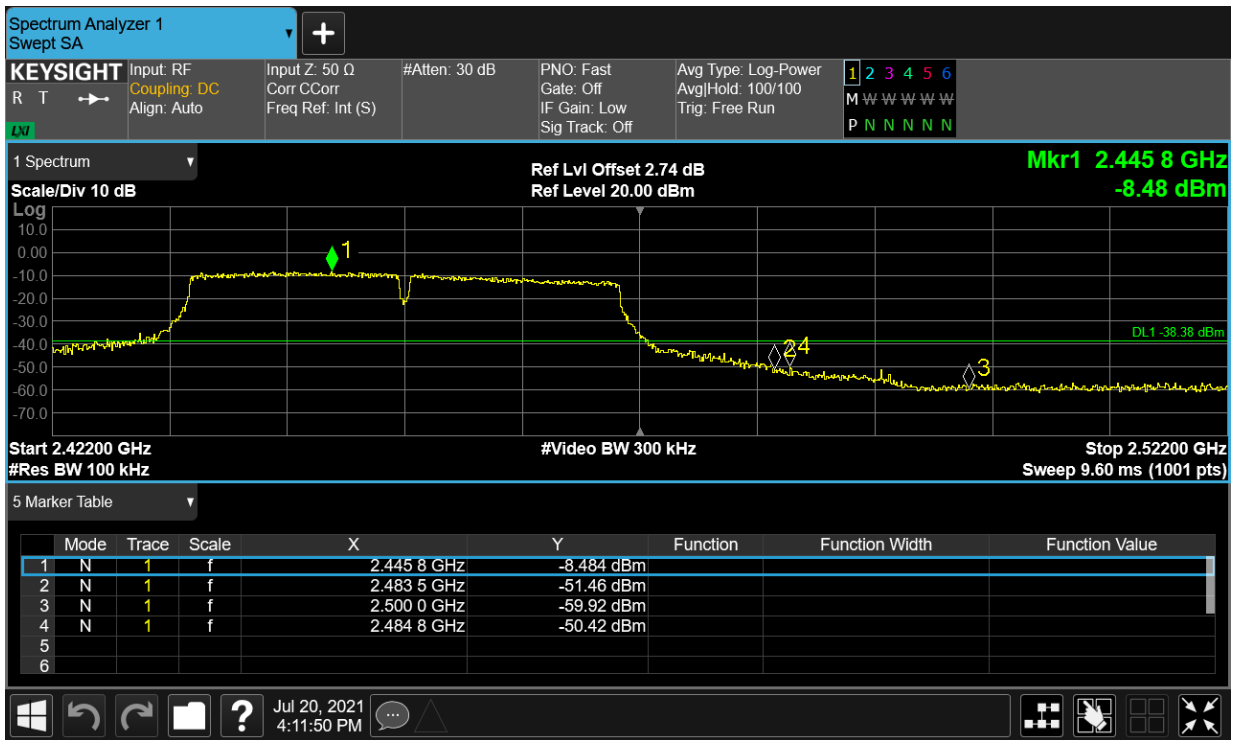 Spectrum Analyzer 1
Swept SA
+
KEYSIGHT
R T
LXI
Input: RF
Coupling: DC
Align: Auto
Input Z: 50 Ω
Corr CCorr
Freq Ref: Int (S)
#Atten: 30 dB
PNO: Fast
Gate: Off
IF Gain: Low
Sig Track: Off
Avg Type: Log-Power
Avg|Hold: 100/100
Trig: Free Run
1 2 3 4 5 6
M W W W W W
P N N N N N
1 Spectrum
Scale/Div 10 dB
Ref Lvl Offset 2.74 dB
Ref Level 20.00 dBm
Mkr1 2.445 8 GHz
-8.48 dBm
Log
10.0
0.00
-10.0
-20.0
-30.0
-40.0
-50.0
-60.0
-70.0
1
24
3
DL1 -38.38 dBm
Start 2.42200 GHz #Video BW 300 kHz Stop 2.52200 GHz
#Res BW 100 kHz Sweep 9.60 ms (1001 pts)
5 Marker Table
Mode Trace Scale X Y Function Function Width Function Value
1 N 1 f 2.445 8 GHz -8.484 dBm
2 N 1 f 2.483 5 GHz -51.46 dBm
3 N 1 f 2.500 0 GHz -59.92 dBm
4 N 1 f 2.484 8 GHz -50.42 dBm
5
6
?
Jul 20, 2021
4:11:50 PM